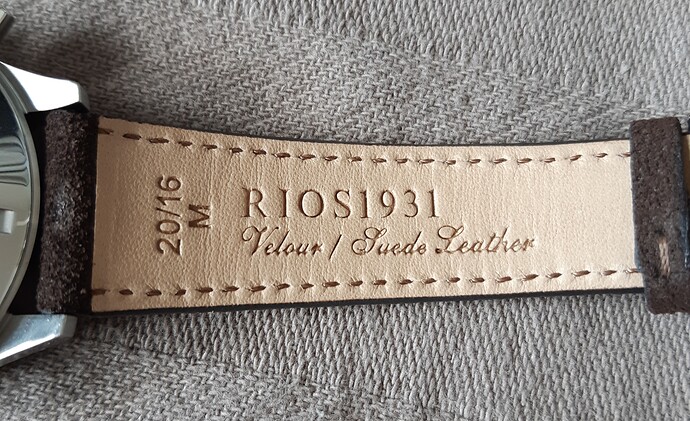 20/16
M
RIOS1931
Velour / Suede Leather